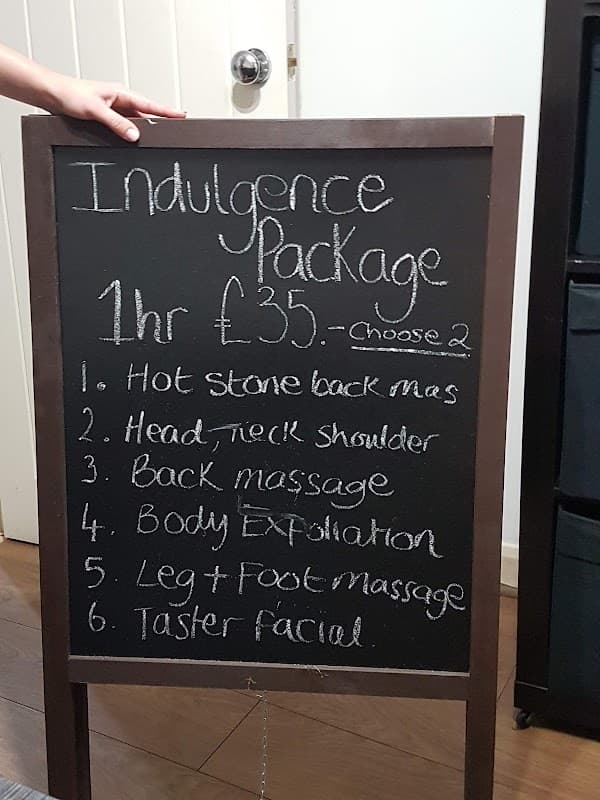 Indulgence
Package
1hr £35.- Choose 2
1. Hot stone back mas
2. Head, neck shoulder
3. Back massage
4. Body Exfoliation
5. Leg + Foot massage
6. Taster facial